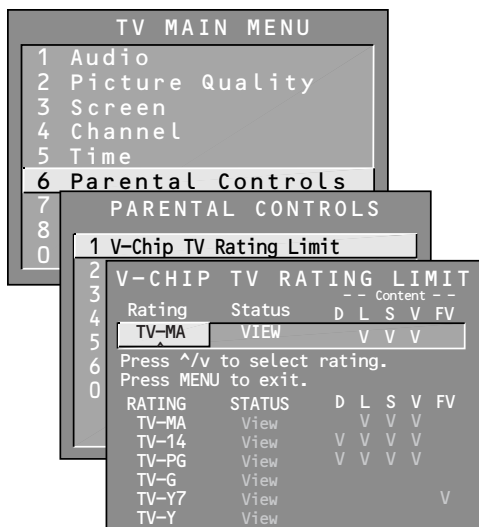 TV MAIN MENU
1 Audio
2 Picture Quality
3 Screen
4 Channel
5 Time
6 Parental Controls
7
8
0
PARENTAL CONTROLS
1 V-Chip TV Rating Limit
2
3
4
5
6
0
V-CHIP TV RATING LIMIT
-- Content --
Rating Status D L S V FV
TV-MA VIEW V V V
Press ^/v to select rating.
Press MENU to exit.
RATING STATUS D L S V FV
TV-MA View V V V
TV-14 View V V V V
TV-PG View V V V V
TV-G View
TV-Y7 View V
TV-Y View